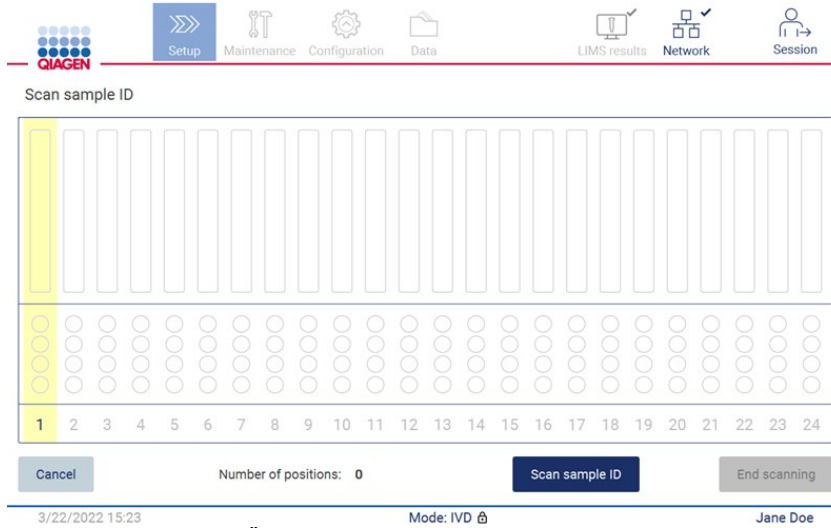 QIAGEN
Setup Maintenance Configuration Data LIMS results Network Session
Scan sample ID
1 2 3 4 5 6 7 8 9 10 11 12 13 14 15 16 17 18 19 20 21 22 23 24
Cancel Number of positions: 0 Scan sample ID End scanning
3/22/2022 15:23 Mode: IVD Jane Doe